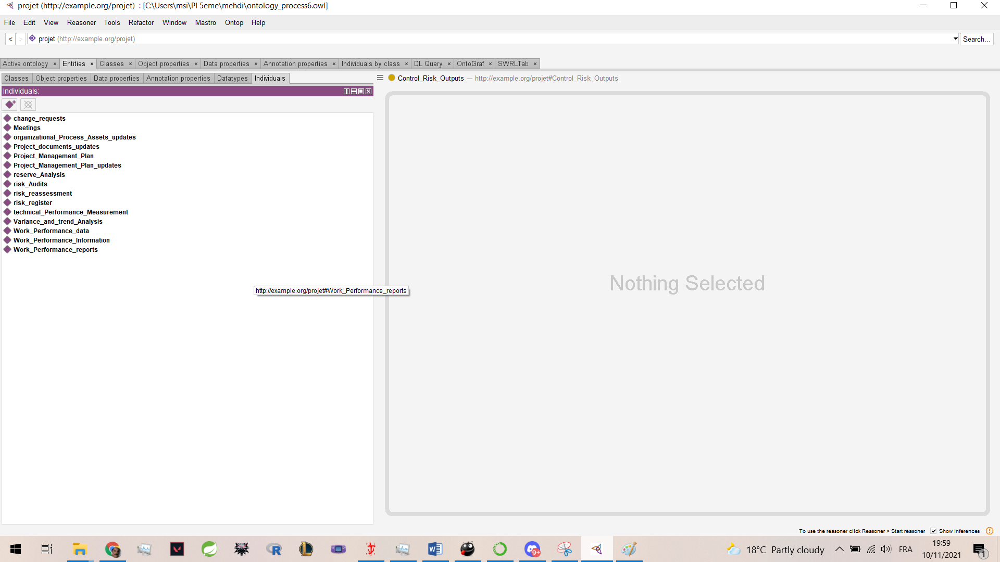 projet (http://example.org/projet) : [C:\Users\msi\PI 5eme\mehdi\ontology_process6.owl]
File Edit View Reasoner Tools Refactor Window Mastro Ontop Help
< > projet (http://example.org/projet) Search...
Active ontology × Entities × Classes × Object properties × Data properties × Annotation properties × Individuals by class × DL Query × OntoGraf × SWRLTab ×
Classes Object properties Data properties Annotation properties Datatypes Individuals
Control_Risk_Outputs — http://example.org/projet#Control_Risk_Outputs
Individuals:
change_requests
Meetings
organizational_Process_Assets_updates
Project_documents_updates
Project_Management_Plan
Project_Management_Plan_updates
reserve_Analysis
risk_Audits
risk_reassessment
risk_register
technical_Performance_Measurement
Variance_and_trend_Analysis
Work_Performance_data
Work_Performance_Information
Work_Performance_reports
http://example.org/projet#Work_Performance_reports
Nothing Selected
To use the reasoner click Reasoner > Start reasoner Show Inferences
18°C Partly cloudy FRA
19:59
10/11/2021
9+
1